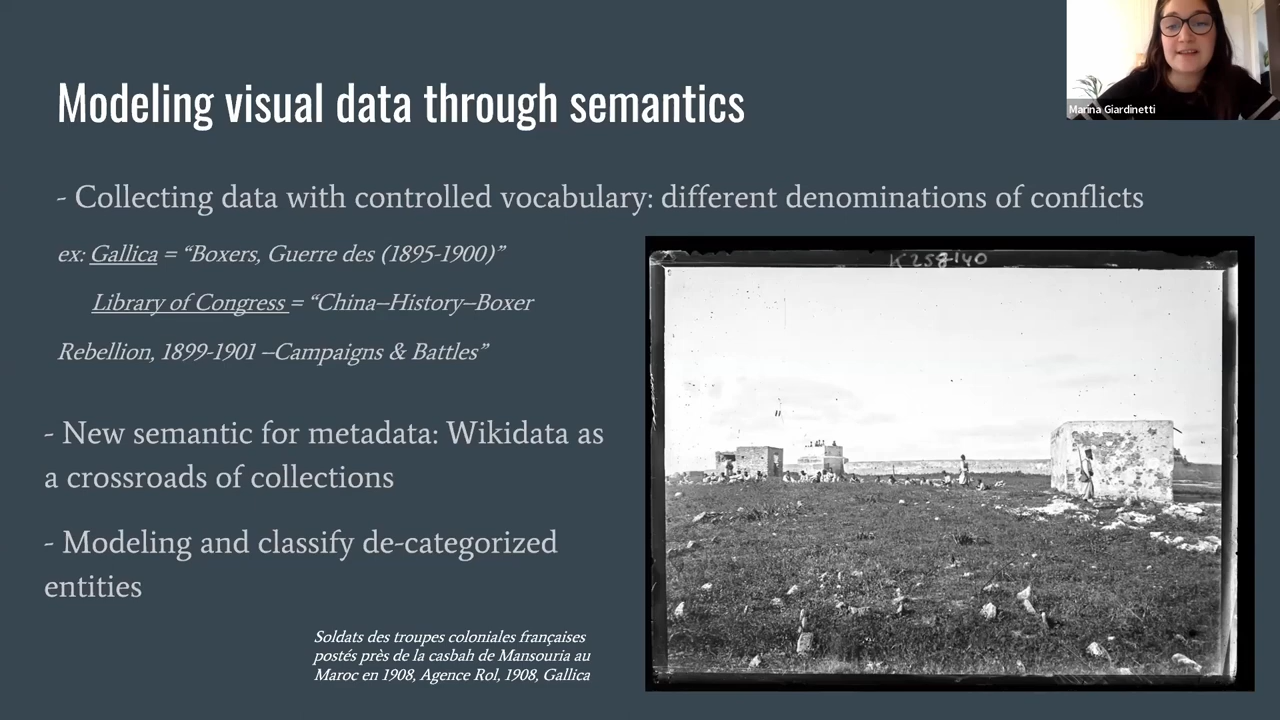 Marina Giardinetti
Modeling visual data through semantics
- Collecting data with controlled vocabulary: different denominations of conflicts
ex: Gallica = “Boxers, Guerre des (1895-1900)”
Library of Congress = “China--History--Boxer
Rebellion, 1899-1901 --Campaigns & Battles”
K 258-140
- New semantic for metadata: Wikidata as
a crossroads of collections
- Modeling and classify de-categorized
entities
Soldats des troupes coloniales françaises
postés près de la casbah de Mansouria au
Maroc en 1908, Agence Rol, 1908, Gallica